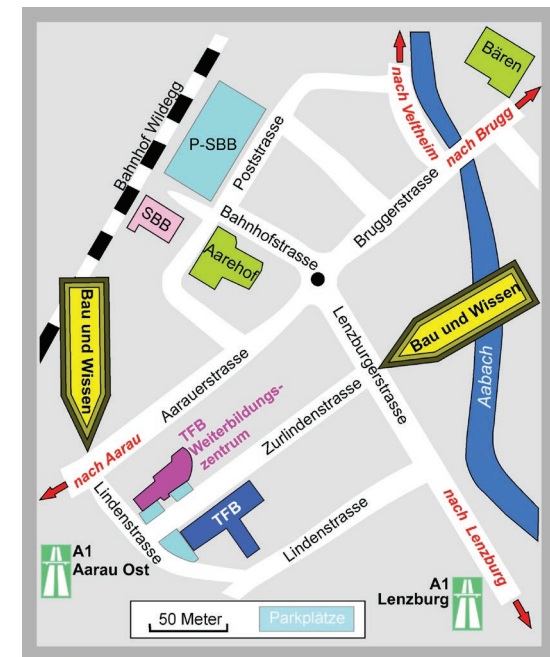 Bären
nach Veltheim
nach Brugg
Bahnhof Wildegg
P-SBB
Poststrasse
SBB
Bahnhofstrasse
Bruggerstrasse
Aarehof
Bau und Wissen
Bau und Wissen
Aabach
Lenzburgerstrasse
Aarauerstrasse
TFB
Weiterbildungs-
zentrum
Zurlindenstrasse
nach Aarau
Lindenstrasse
TFB
Lindenstrasse
nach Lenzburg
A1
Aarau Ost
A1
Lenzburg
50 Meter
Parkplätze